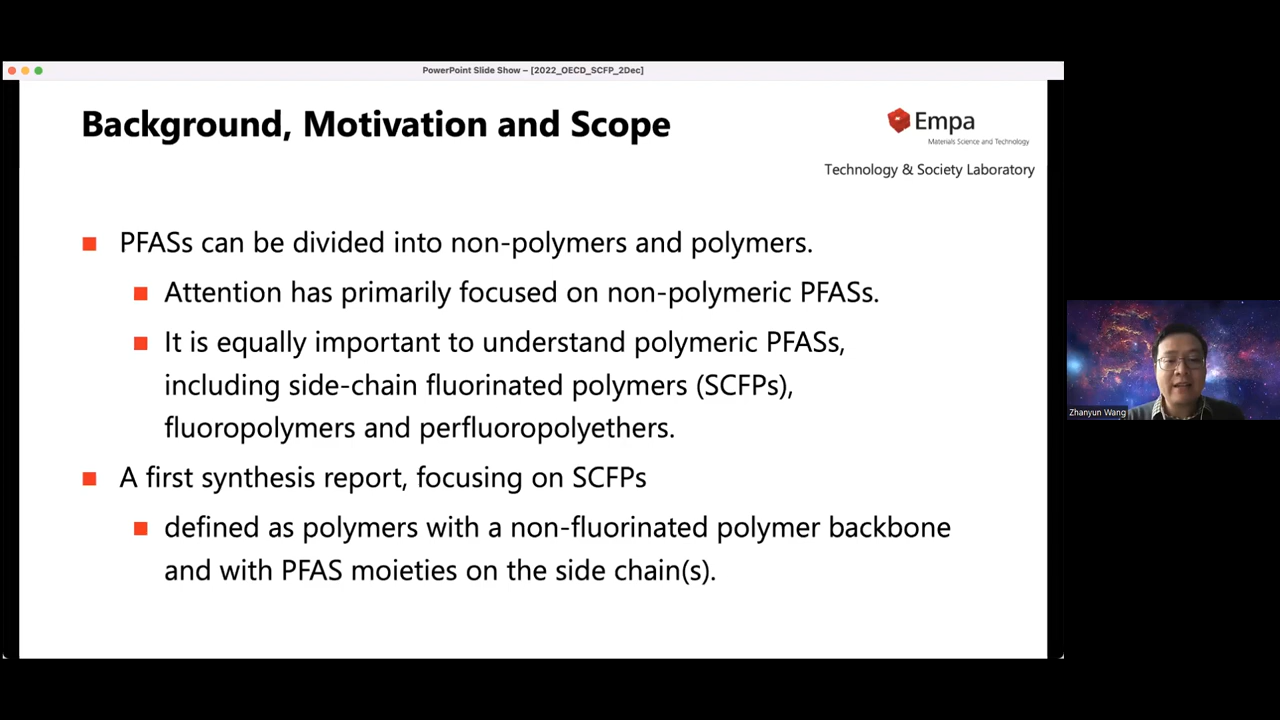 PowerPoint Slide Show – [2022_OECD_SCFP_2Dec]
Background, Motivation and Scope
Empa
Materials Science and Technology
Technology & Society Laboratory
PFASs can be divided into non-polymers and polymers.
Attention has primarily focused on non-polymeric PFASs.
It is equally important to understand polymeric PFASs,
including side-chain fluorinated polymers (SCFPs),
fluoropolymers and perfluoropolyethers.
A first synthesis report, focusing on SCFPs
defined as polymers with a non-fluorinated polymer backbone
and with PFAS moieties on the side chain(s).
Zhanyun Wang